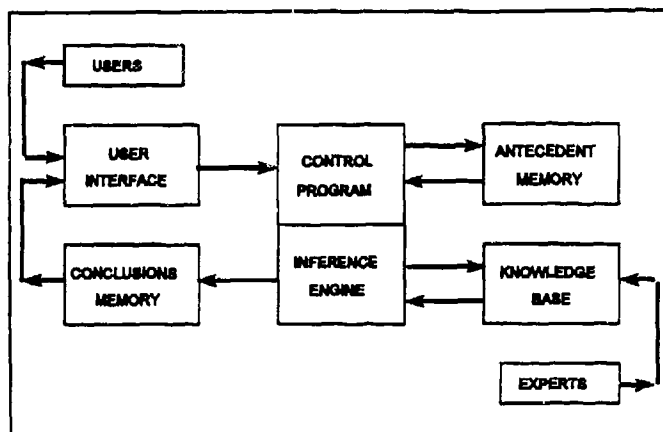 USERS
USER
INTERFACE
CONTROL
PROGRAM
ANTECEDENT
MEMORY
CONCLUSIONS
MEMORY
INFERENCE
ENGINE
KNOWLEDGE
BASE
EXPERTS